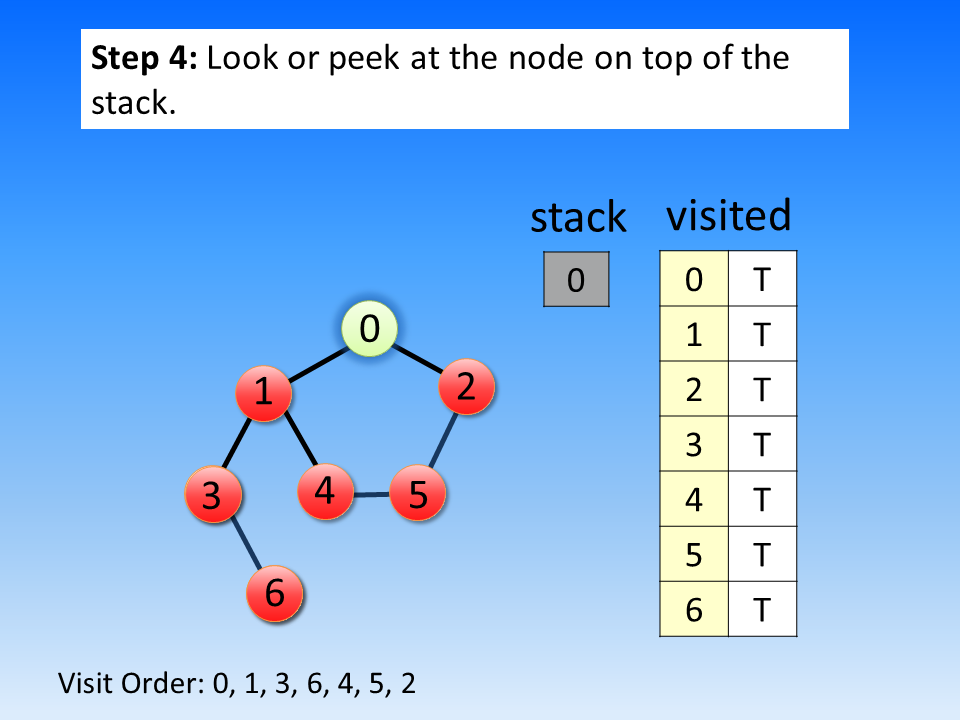 Step 4: Look or peek at the node on top of the
stack.
stack visited
0
0 T
1 T
2 T
3 T
4 T
5 T
6 T
0
1
2
3
4
5
6
Visit Order: 0, 1, 3, 6, 4, 5, 2